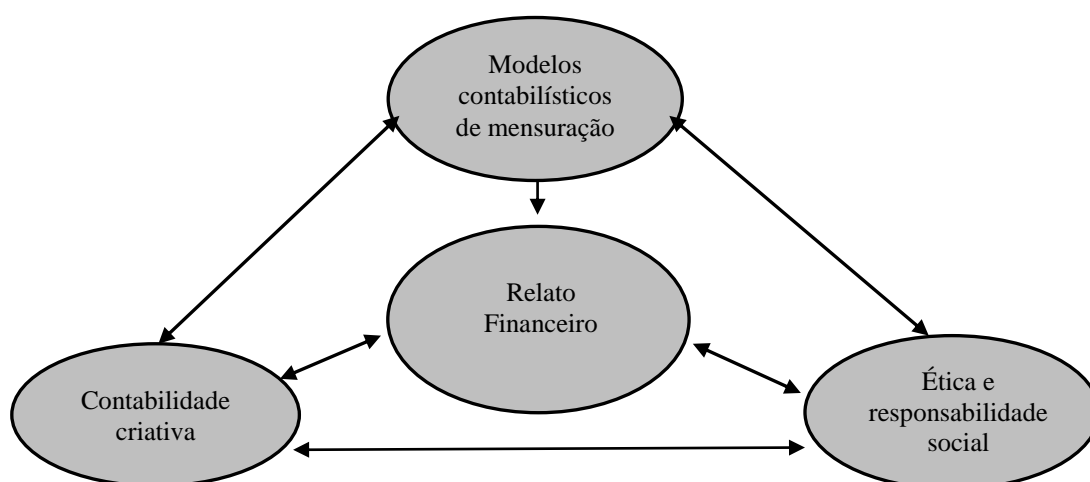 Modelos
contabilísticos
de mensuração
Relato
Financeiro
Contabilidade
criativa
Ética e
responsabilidade
social